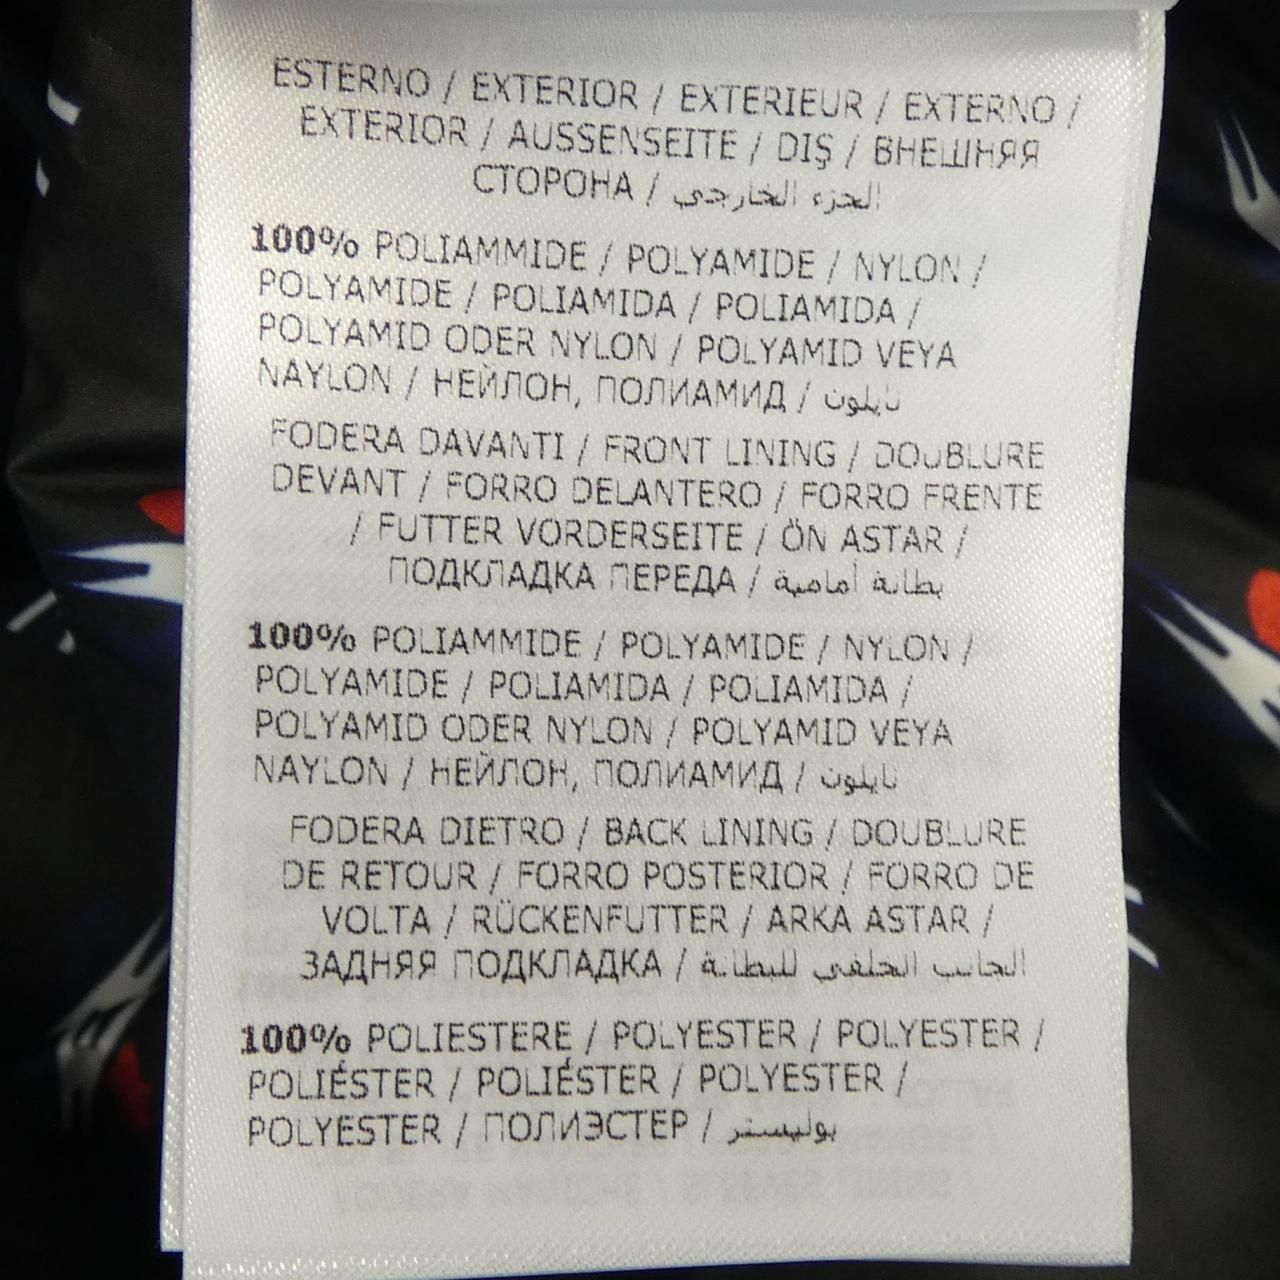 ESTERNO / EXTERIOR / EXTERIEUR / EXTERNO /
EXTERIOR / AUSSENSEITE / DIŞ / ВНЕШНЯЯ
СТОРОНА / الجزء الخارجي
100% POLIAMMIDE / POLYAMIDE / NYLON /
POLYAMIDE / POLIAMIDA / POLIAMIDA /
POLYAMID ODER NYLON / POLYAMID VEYA
NAYLON / НЕЙЛОН, ПОЛИАМИД / نايلون
FODERA DAVANTI / FRONT LINING / DOUBLURE
DEVANT / FORRO DELANTERO / FORRO FRENTE
/ FUTTER VORDERSEITE / ÖN ASTAR /
ПОДКЛАДКА ПЕРЕДА / بطانة أمامية
100% POLIAMMIDE / POLYAMIDE / NYLON /
POLYAMIDE / POLIAMIDA / POLIAMIDA /
POLYAMID ODER NYLON / POLYAMID VEYA
NAYLON / НЕЙЛОН, ПОЛИАМИД / نايلون
FODERA DIETRO / BACK LINING / DOUBLURE
DE RETOUR / FORRO POSTERIOR / FORRO DE
VOLTA / RÜCKENFUTTER / ARKA ASTAR /
ЗАДНЯЯ ПОДКЛАДКА / الجانب الخلفي للبطانة
100% POLIESTERE / POLYESTER / POLYESTER /
POLIÉSTER / POLIÉSTER / POLYESTER /
POLYESTER / ПОЛИЭСТЕР / بوليستر